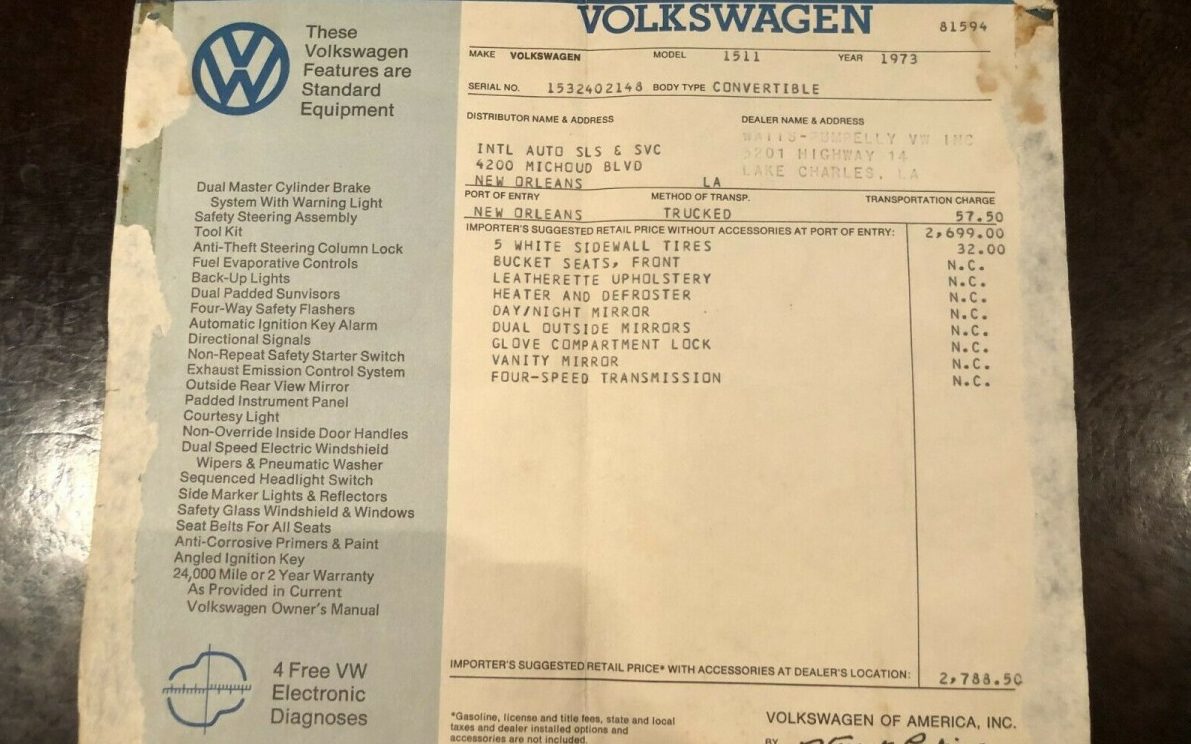 These
Volkswagen
Features are
Standard
Equipment
Dual Master Cylinder Brake
System With Warning Light
Safety Steering Assembly
Tool Kit
Anti-Theft Steering Column Lock
Fuel Evaporative Controls
Back-Up Lights
Dual Padded Sunvisors
Four-Way Safety Flashers
Automatic Ignition Key Alarm
Directional Signals
Non-Repeat Safety Starter Switch
Exhaust Emission Control System
Outside Rear View Mirror
Padded Instrument Panel
Courtesy Light
Non-Override Inside Door Handles
Dual Speed Electric Windshield
Wipers & Pneumatic Washer
Sequenced Headlight Switch
Side Marker Lights & Reflectors
Safety Glass Windshield & Windows
Seat Belts For All Seats
Anti-Corrosive Primers & Paint
Angled Ignition Key
24,000 Mile or 2 Year Warranty
As Provided in Current
Volkswagen Owner's Manual
4 Free VW
Electronic
Diagnoses
VOLKSWAGEN
81594
MAKE VOLKSWAGEN MODEL 1511 YEAR 1973
SERIAL NO. 1532402148 BODY TYPE CONVERTIBLE
DISTRIBUTOR NAME & ADDRESS DEALER NAME & ADDRESS
INTL AUTO SLS & SVC WATTS-PUMPELLY VW INC
4200 MICHOUD BLVD 5201 HIGHWAY 14
NEW ORLEANS LA LAKE CHARLES, LA
PORT OF ENTRY METHOD OF TRANSP. TRANSPORTATION CHARGE
NEW ORLEANS TRUCKED 57.50
IMPORTER'S SUGGESTED RETAIL PRICE WITHOUT ACCESSORIES AT PORT OF ENTRY: 2,699.00
5 WHITE SIDEWALL TIRES 32.00
BUCKET SEATS, FRONT N.C.
LEATHERETTE UPHOLSTERY N.C.
HEATER AND DEFROSTER N.C.
DAY/NIGHT MIRROR N.C.
DUAL OUTSIDE MIRRORS N.C.
GLOVE COMPARTMENT LOCK N.C.
VANITY MIRROR N.C.
FOUR-SPEED TRANSMISSION N.C.
IMPORTER'S SUGGESTED RETAIL PRICE* WITH ACCESSORIES AT DEALER'S LOCATION: 2,788.50
*Gasoline, license and title fees, state and local
taxes and dealer installed options and
accessories are not included.
VOLKSWAGEN OF AMERICA, INC.
BY